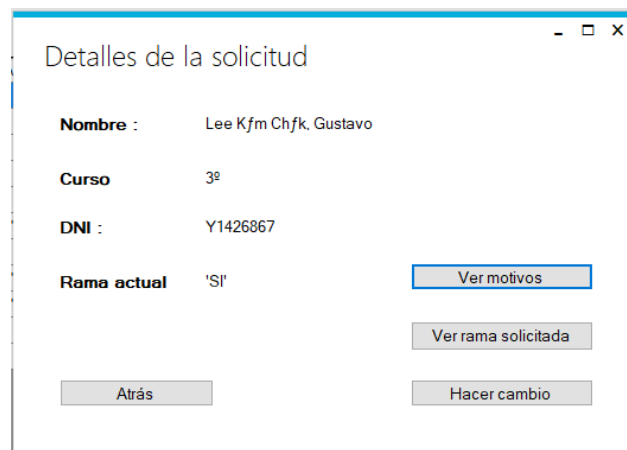 Detalles de la solicitud
Nombre : Lee Kƒm Chƒk, Gustavo
Curso 3º
DNI : Y1426867
Rama actual 'SI' Ver motivos
Ver rama solicitada
Atrás Hacer cambio